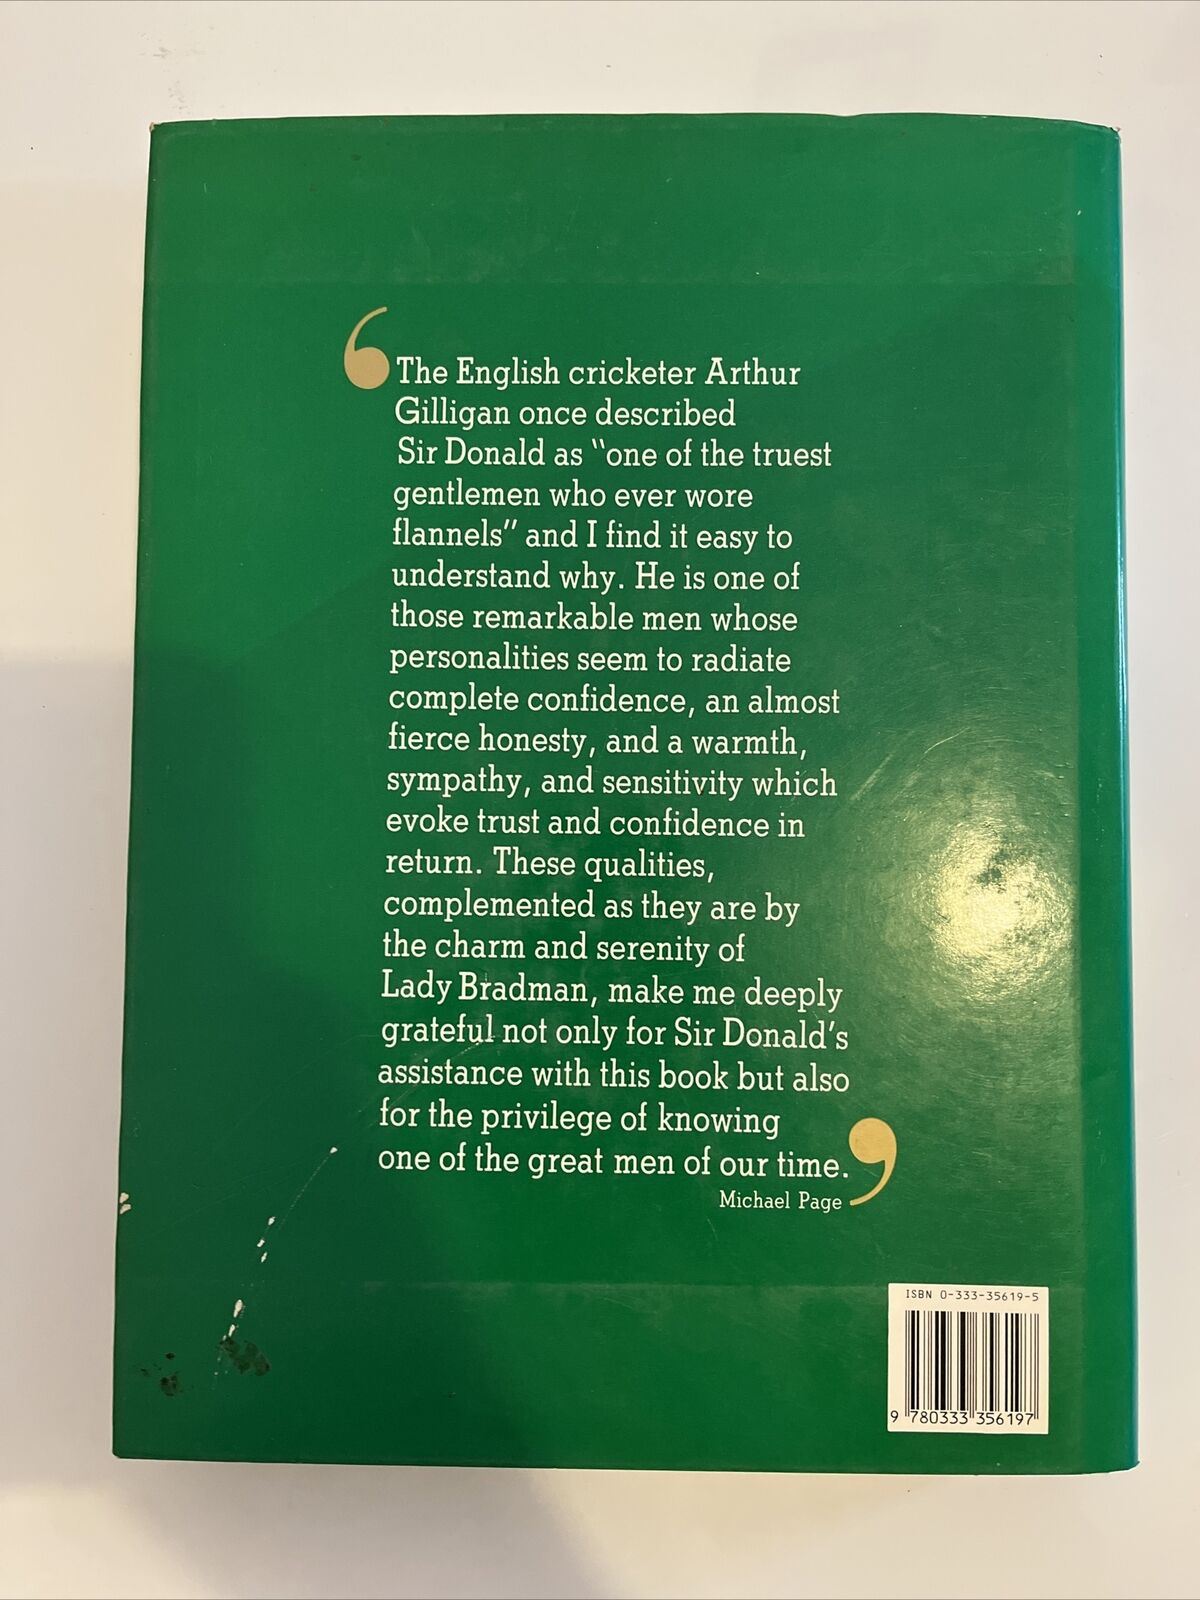 ‘The English cricketer Arthur
Gilligan once described
Sir Donald as "one of the truest
gentlemen who ever wore
flannels" and I find it easy to
understand why. He is one of
those remarkable men whose
personalities seem to radiate
complete confidence, an almost
fierce honesty, and a warmth,
sympathy, and sensitivity which
evoke trust and confidence in
return. These qualities,
complemented as they are by
the charm and serenity of
Lady Bradman, make me deeply
grateful not only for Sir Donald's
assistance with this book but also
for the privilege of knowing
one of the great men of our time.’
Michael Page
ISBN 0-333-35619-5
9 780333 356197